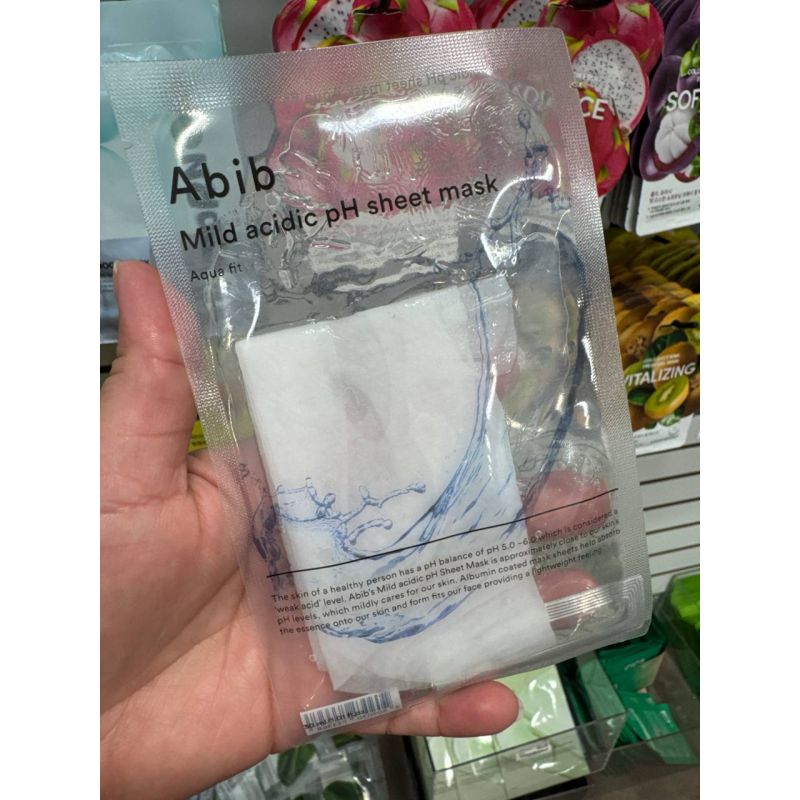 Abib
Mild acidic pH sheet mask
Aqua fit
The skin of a healthy person has a pH balance of pH 5.0 ~6.0 which is considered a
'weak acid' level. Abib's Mild acidic pH Sheet Mask is approximately close to our skin's
pH levels, which mildly cares for our skin. Albumin coated mask sheets help absorb
the essence onto our skin and form fits our face providing a lightweight feeling.
CE
SOF
VITALIZING